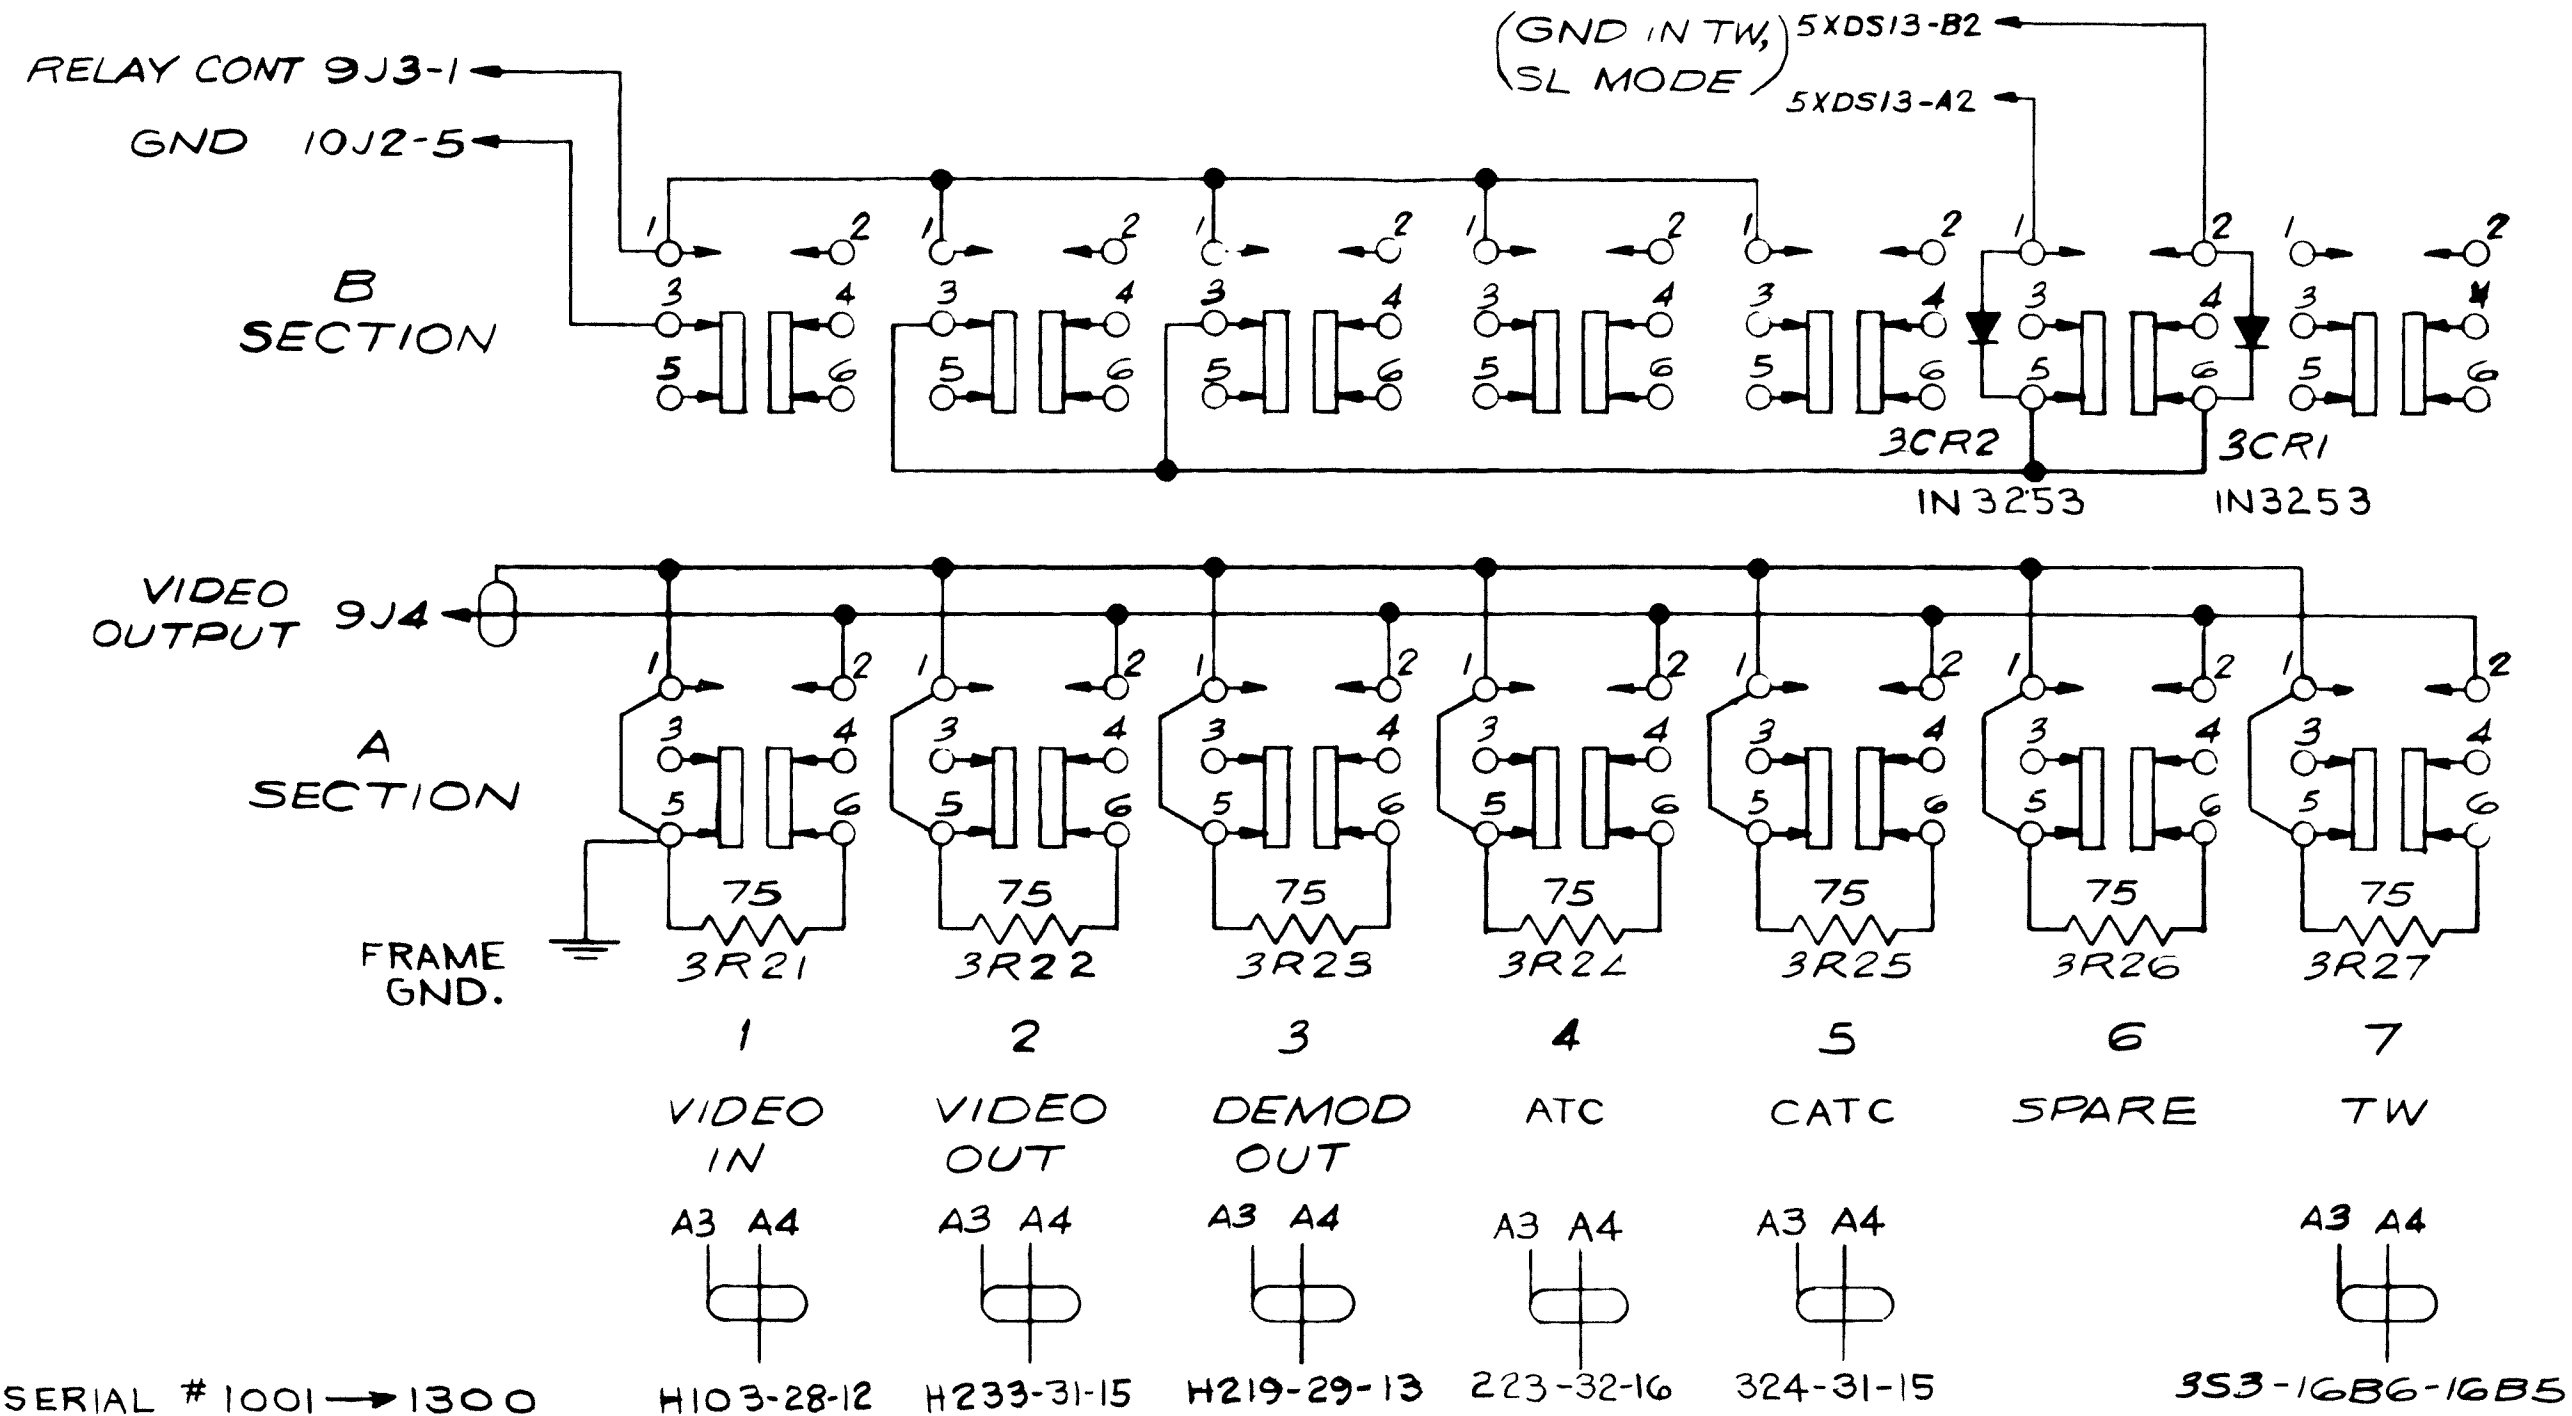 (GND IN TW, 5XDS13-B2
SL MODE) 5XDS13-A2
RELAY CONT 9J3-1
GND 10J2-5
1 2 1 2 1 2 1 2 1 2 1 2 1 2
B SECTION
3 4 3 4 3 4 3 4 3 4 3 4 3 4
5 6 5 6 5 6 5 6 5 6 5 6 5 6
3CR2 3CR1
1N3253 1N3253
VIDEO OUTPUT 9J4
1 2 1 2 1 2 1 2 1 2 1 2 1 2
A SECTION
3 4 3 4 3 4 3 4 3 4 3 4 3 4
5 6 5 6 5 6 5 6 5 6 5 6 5 6
75 75 75 75 75 75 75
FRAME GND.
3R21 3R22 3R23 3R24 3R25 3R26 3R27
1 2 3 4 5 6 7
VIDEO IN VIDEO OUT DEMOD OUT ATC CATC SPARE TW
A3 A4 A3 A4 A3 A4 A3 A4 A3 A4 A3 A4
SERIAL # 1001 → 1300 H103-28-12 H233-31-15 H219-29-13 223-32-16 324-31-15 3S3-16B6-16B5